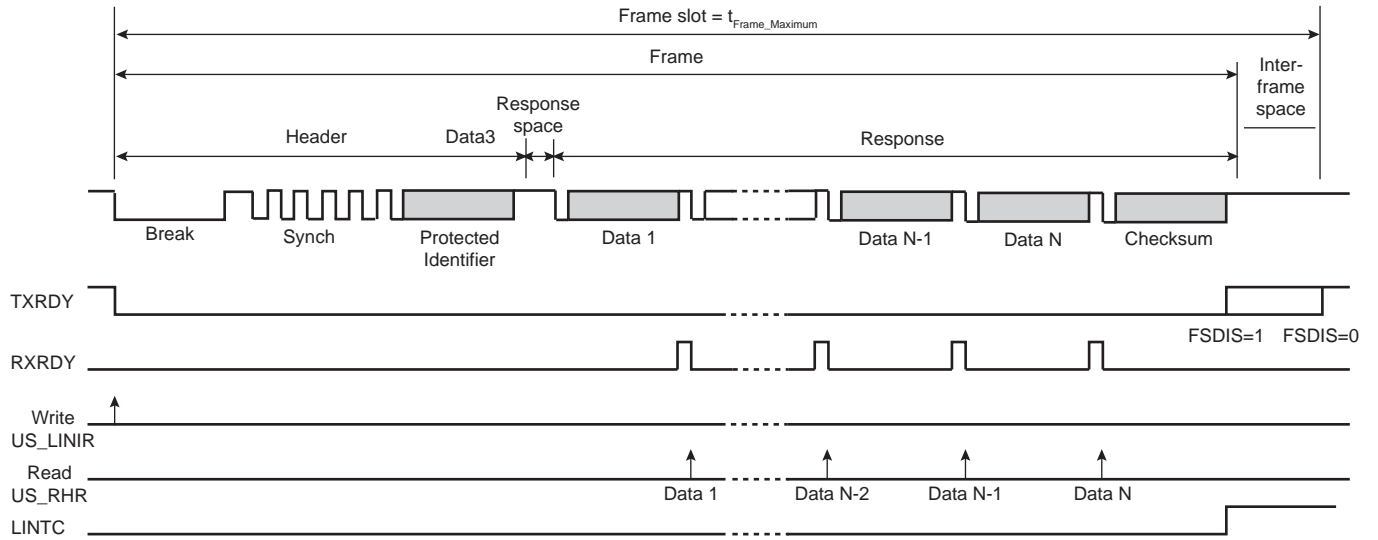 Frame slot = tFrame_Maximum
Frame
Inter-
frame
space
Response
space
Header
Data3
Response
Break
Synch
Protected
Identifier
Data 1
Data N-1
Data N
Checksum
TXRDY
FSDIS=1
FSDIS=0
RXRDY
Write
US_LINIR
Read
US_RHR
Data 1
Data N-2
Data N-1
Data N
LINTC